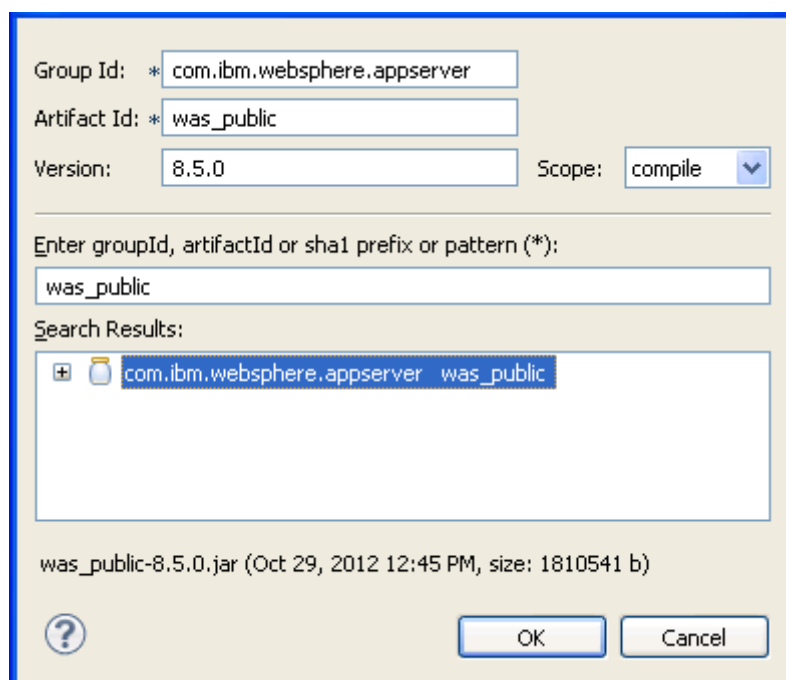 Group Id: * com.ibm.websphere.appserver
Artifact Id: * was_public
Version: 8.5.0 Scope: compile
Enter groupId, artifactId or sha1 prefix or pattern (*):
was_public
Search Results:
com.ibm.websphere.appserver was_public
was_public-8.5.0.jar (Oct 29, 2012 12:45 PM, size: 1810541 b)
? OK Cancel